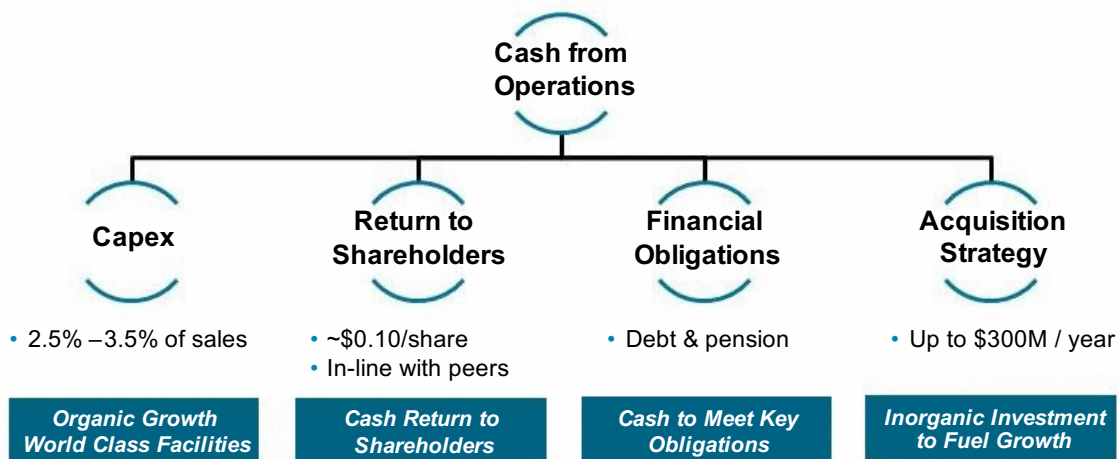 Cash from
Operations
Capex
Return to
Shareholders
Financial
Obligations
Acquisition
Strategy
• 2.5% –3.5% of sales
• ~$0.10/share
• In-line with peers
• Debt & pension
• Up to $300M / year
Organic Growth
World Class Facilities
Cash Return to
Shareholders
Cash to Meet Key
Obligations
Inorganic Investment
to Fuel Growth